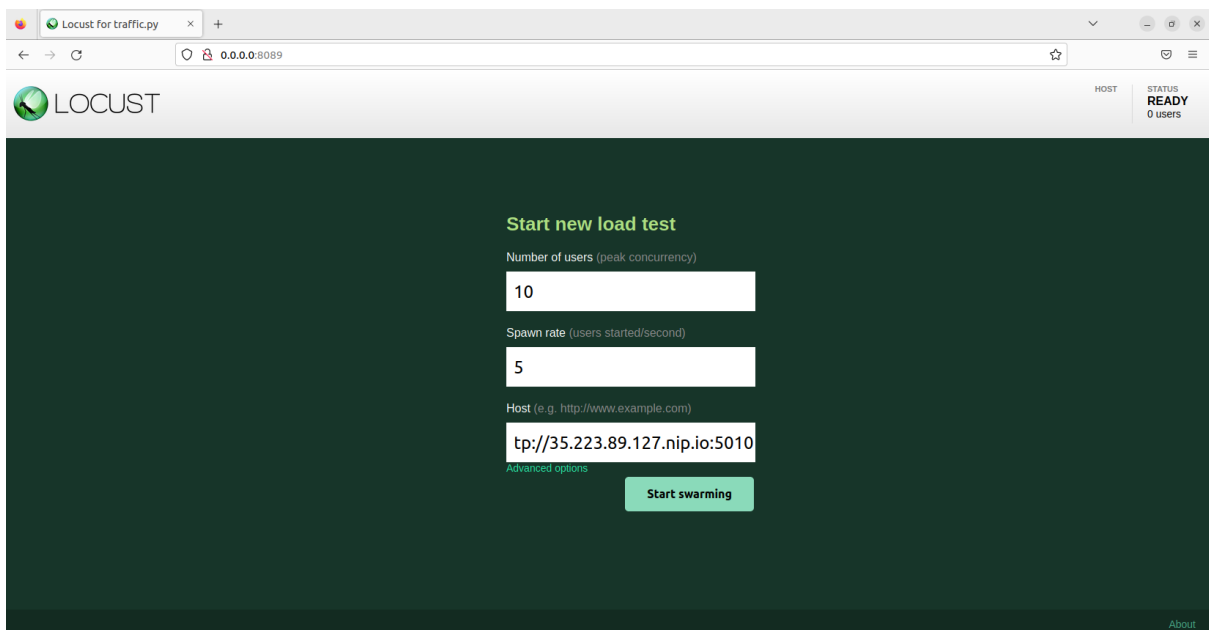 Locust for traffic.py
0.0.0.0:8089
LOCUST
HOST
STATUS
READY
0 users
Start new load test
Number of users (peak concurrency)
10
Spawn rate (users started/second)
5
Host (e.g. http://www.example.com)
tp://35.223.89.127.nip.io:5010
Advanced options
Start swarming
About